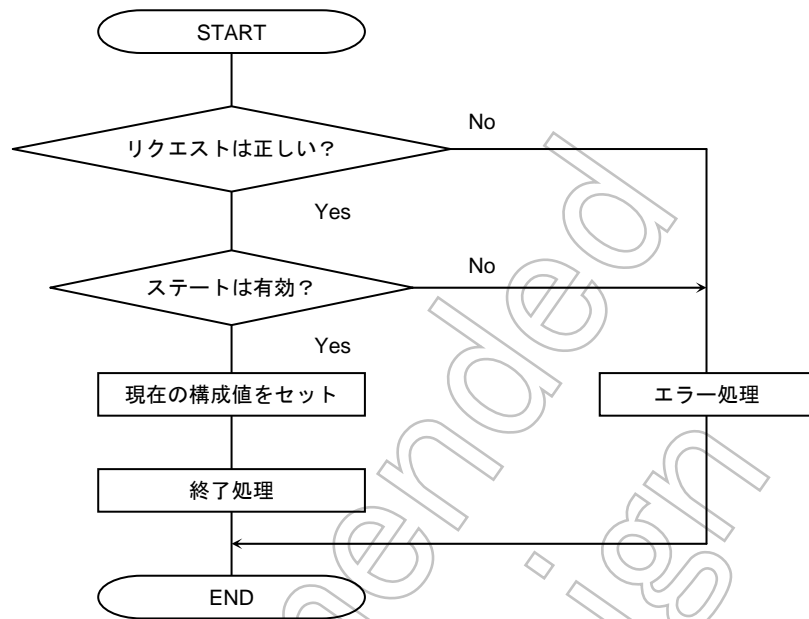 START
リクエストは正しい？
No
Yes
ステートは有効？
No
Yes
現在の構成値をセット
エラー処理
終了処理
END
mended
ign